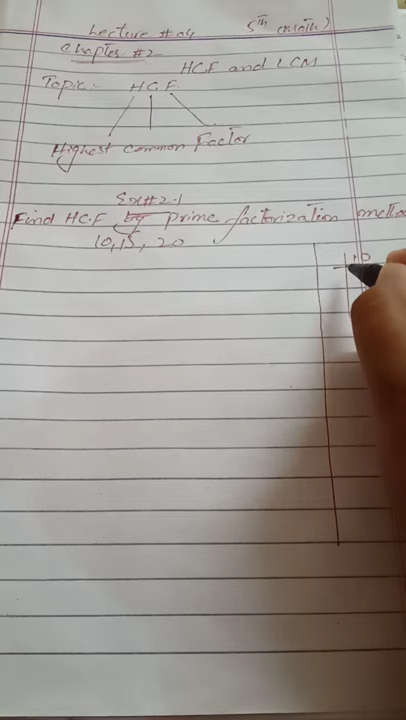 Lecture # 04 5th (Math)
Chapter # 2
HCF and LCM
Topic: H C F
Highest Common Factor
Ex # 2.1
Find HCF by prime factorization method
10, 15, 20
10